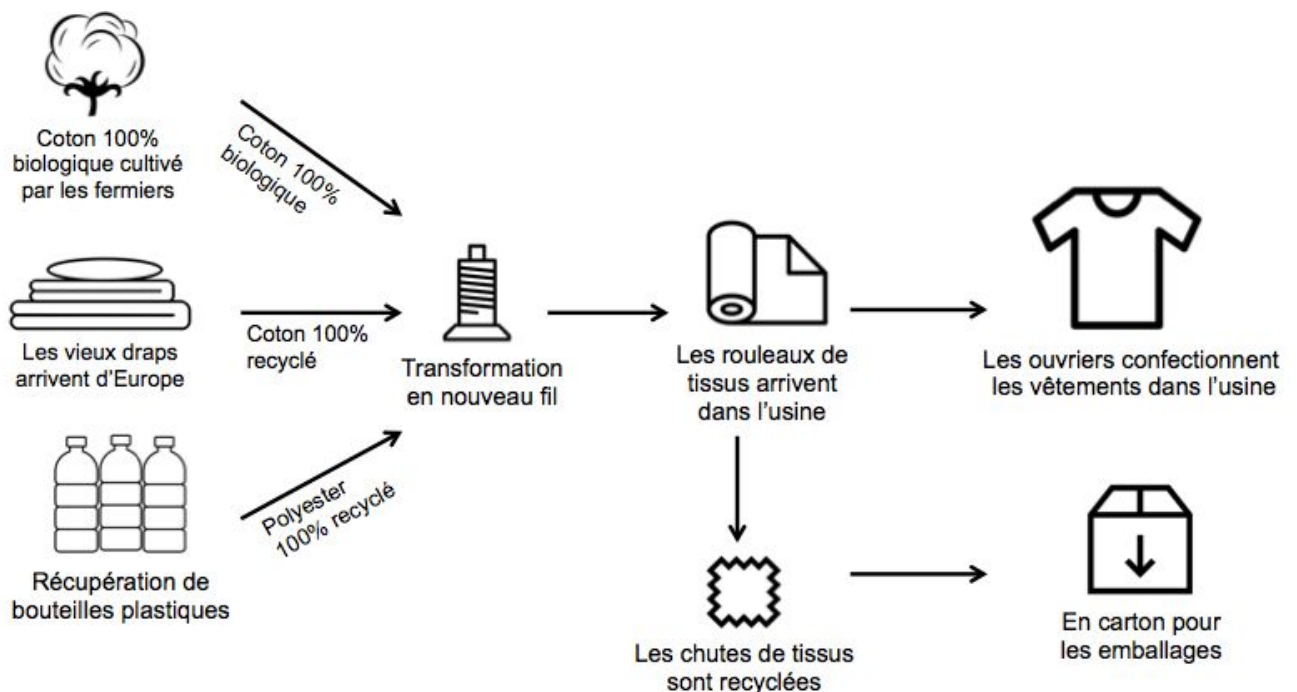 Coton 100%
biologique cultivé
par les fermiers
Coton 100%
biologique
Les vieux draps
arrivent d'Europe
Coton 100%
recyclé
Récupération de
bouteilles plastiques
Polyester
100% recyclé
Transformation
en nouveau fil
Les rouleaux de
tissus arrivent
dans l'usine
Les ouvriers confectionnent
les vêtements dans l'usine
Les chutes de tissus
sont recyclées
En carton pour
les emballages